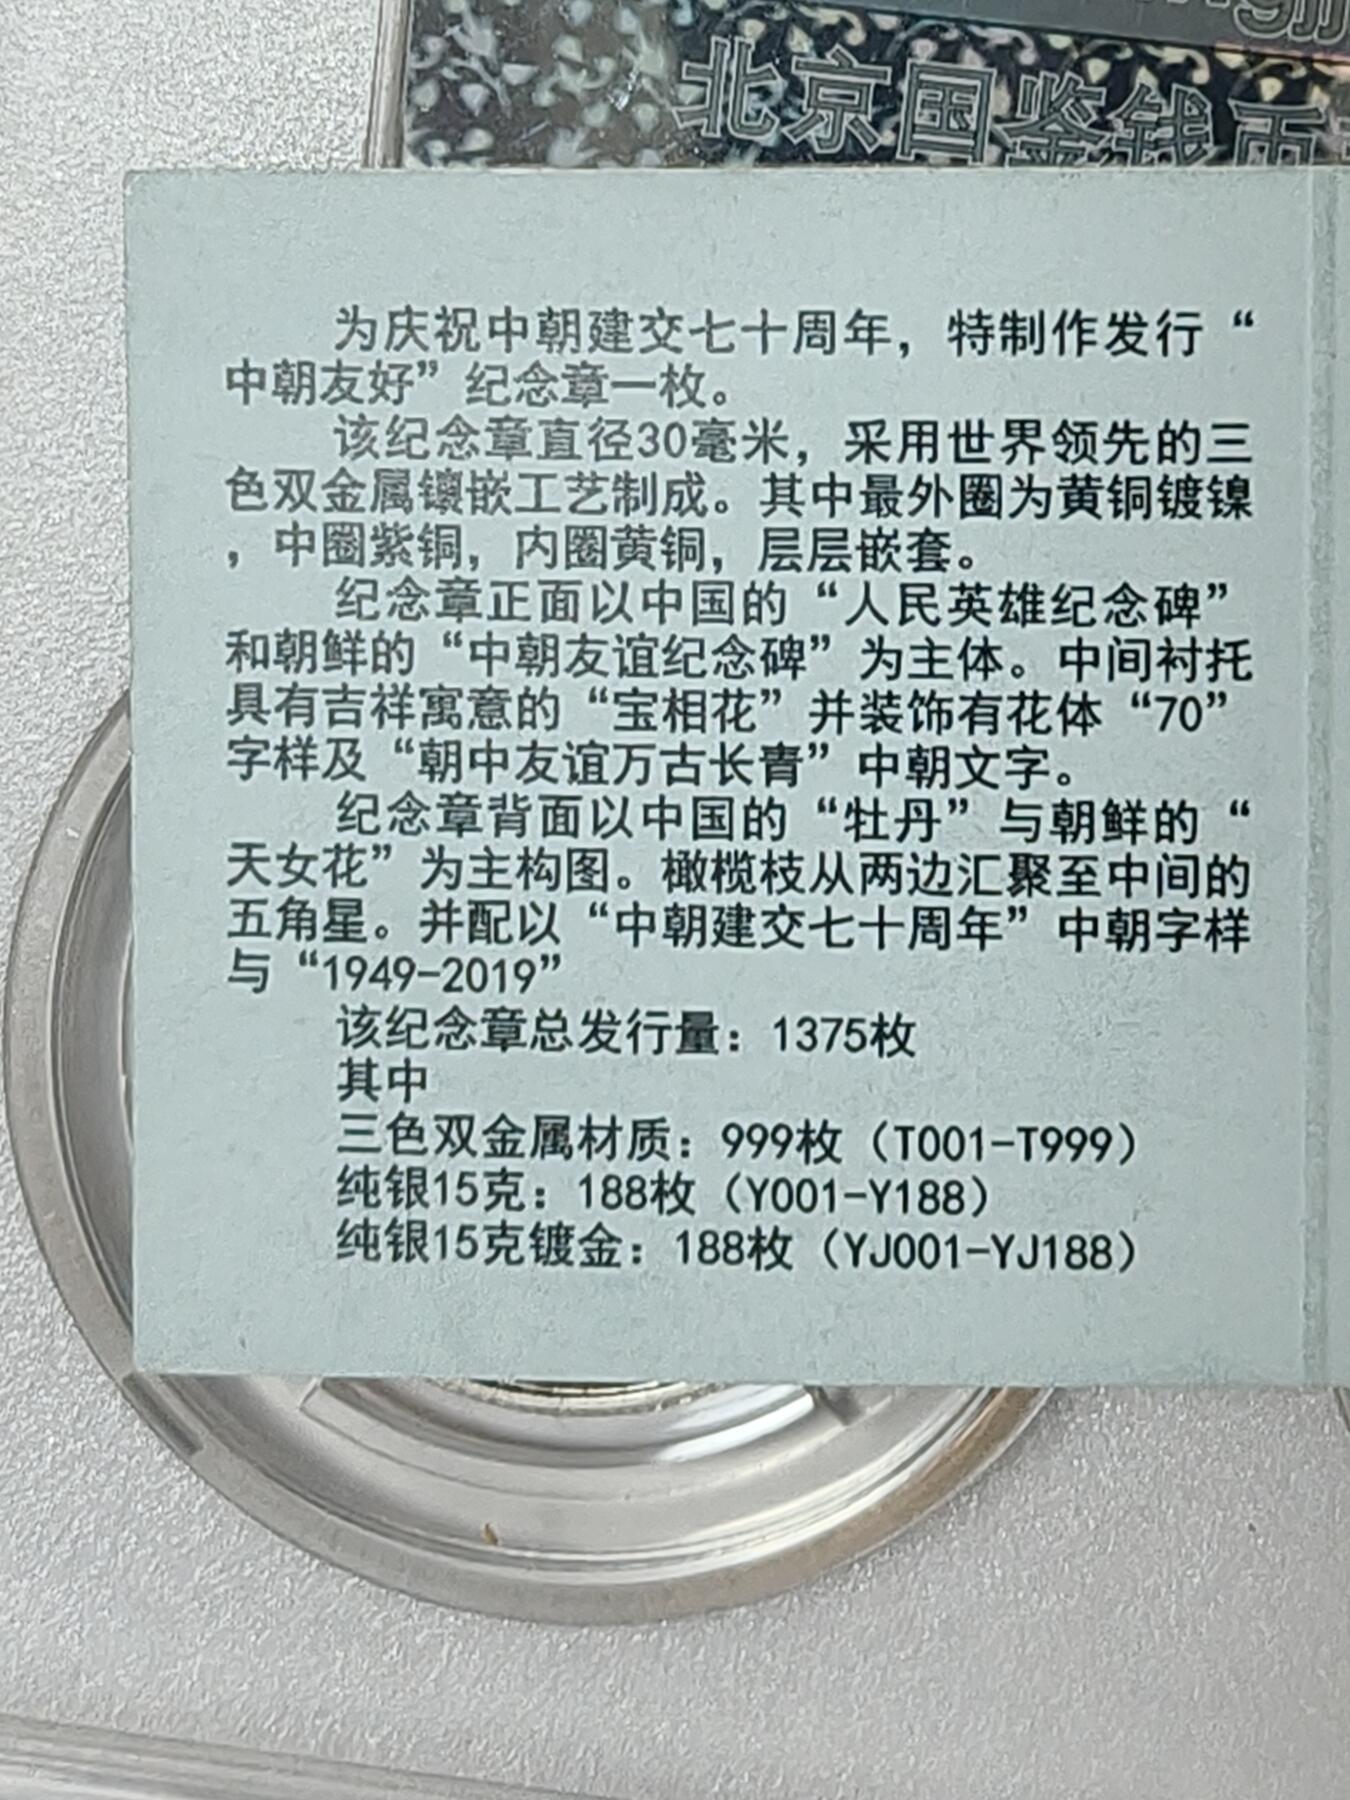 北京国鉴钱币
为庆祝中朝建交七十周年，特制作发行“
中朝友好”纪念章一枚。
该纪念章直径30毫米，采用世界领先的三
色双金属镶嵌工艺制成。其中最外圈为黄铜镀镍
，中圈紫铜，内圈黄铜，层层嵌套。
纪念章正面以中国的“人民英雄纪念碑”
和朝鲜的“中朝友谊纪念碑”为主体。中间衬托
具有吉祥寓意的“宝相花”并装饰有花体“70”
字样及“朝中友谊万古长青”中朝文字。
纪念章背面以中国的“牡丹”与朝鲜的“
天女花”为主构图。橄榄枝从两边汇聚至中间的
五角星。并配以“中朝建交七十周年”中朝字样
与“1949-2019”
该纪念章总发行量：1375枚
其中
三色双金属材质：999枚（T001-T999）
纯银15克：188枚（Y001-Y188）
纯银15克镀金：188枚（YJ001-YJ188）